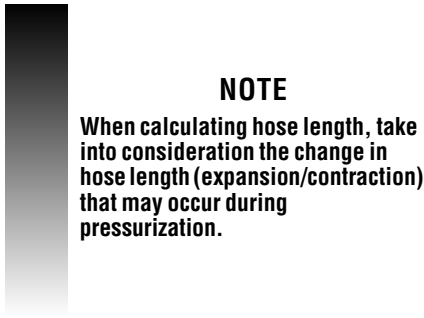 NOTE
When calculating hose length, take
into consideration the change in
hose length (expansion/contraction)
that may occur during
pressurization.